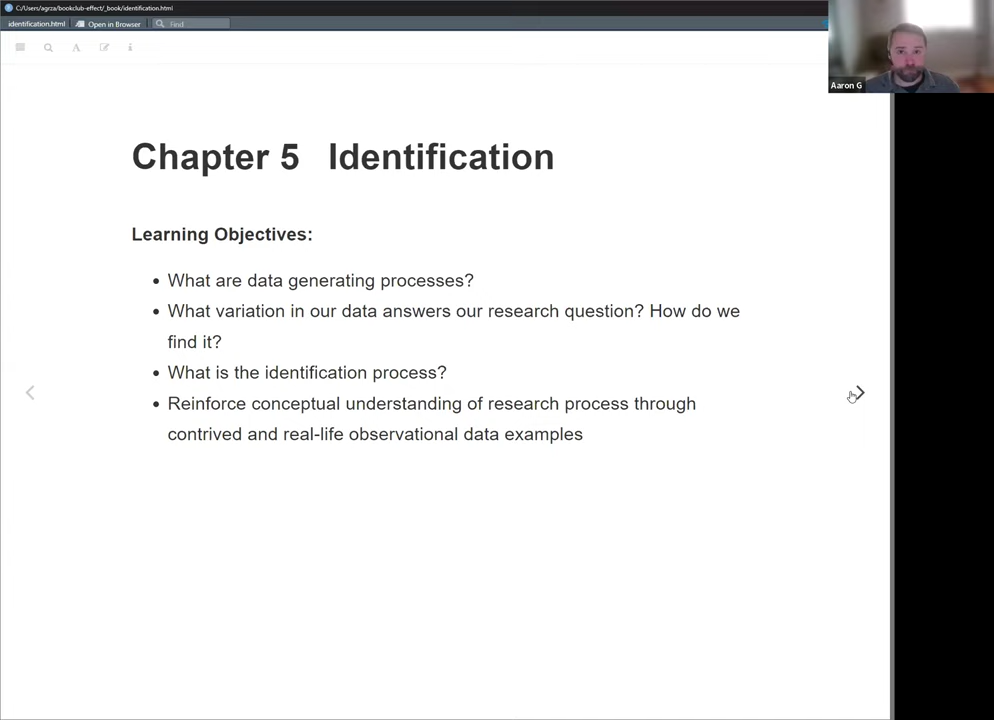 C:/Users/agrza/bookclub-effect/_book/identification.html
identification.html
Open in Browser
Find
Aaron G
Chapter 5 Identification
Learning Objectives:
• What are data generating processes?
• What variation in our data answers our research question? How do we
find it?
• What is the identification process?
• Reinforce conceptual understanding of research process through
contrived and real-life observational data examples